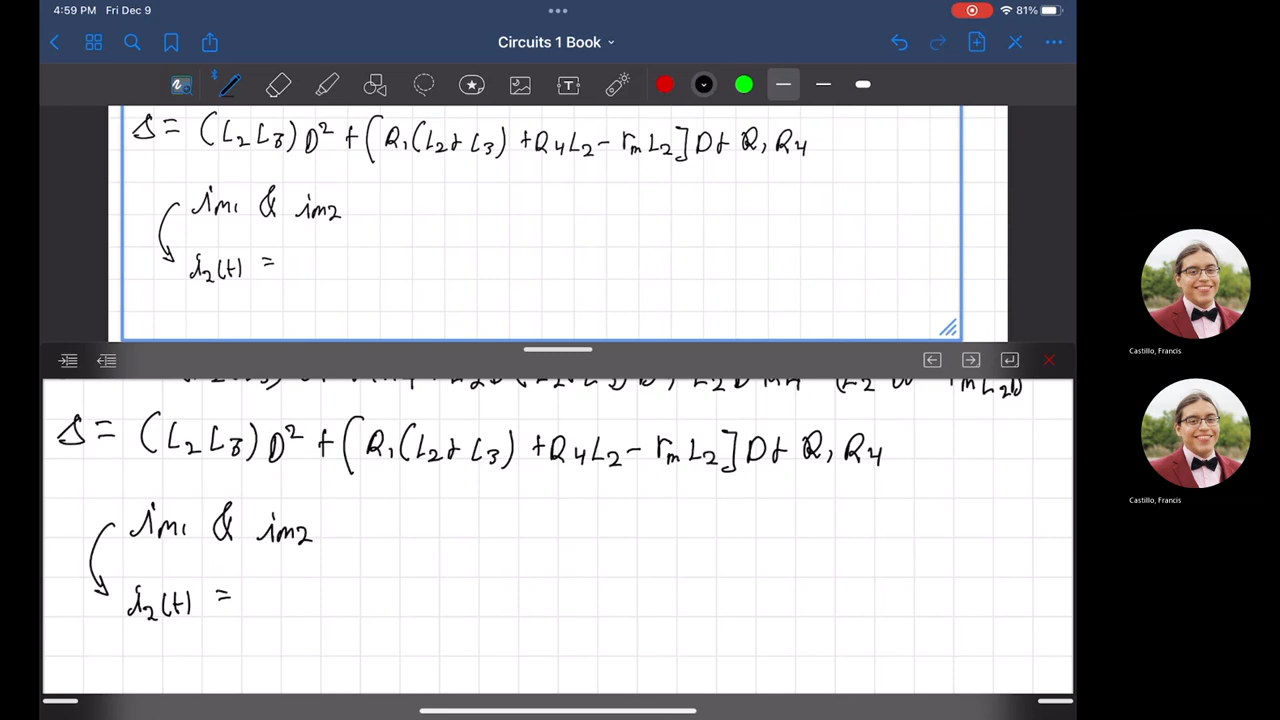 4:59 PM Fri Dec 9
81%
Circuits 1 Book
Δ = (L₂L₃)D² + [R₁(L₂+L₃) + R₄L₂ - rₘL₂]D + R₁R₄
iₘ₁ & iₘ₂
i₂(t) =
Castillo, Francis
Δ = (L₂L₃)D² + [R₁(L₂+L₃) + R₄L₂ - rₘL₂]D + R₁R₄
iₘ₁ & iₘ₂
i₂(t) =
Castillo, Francis